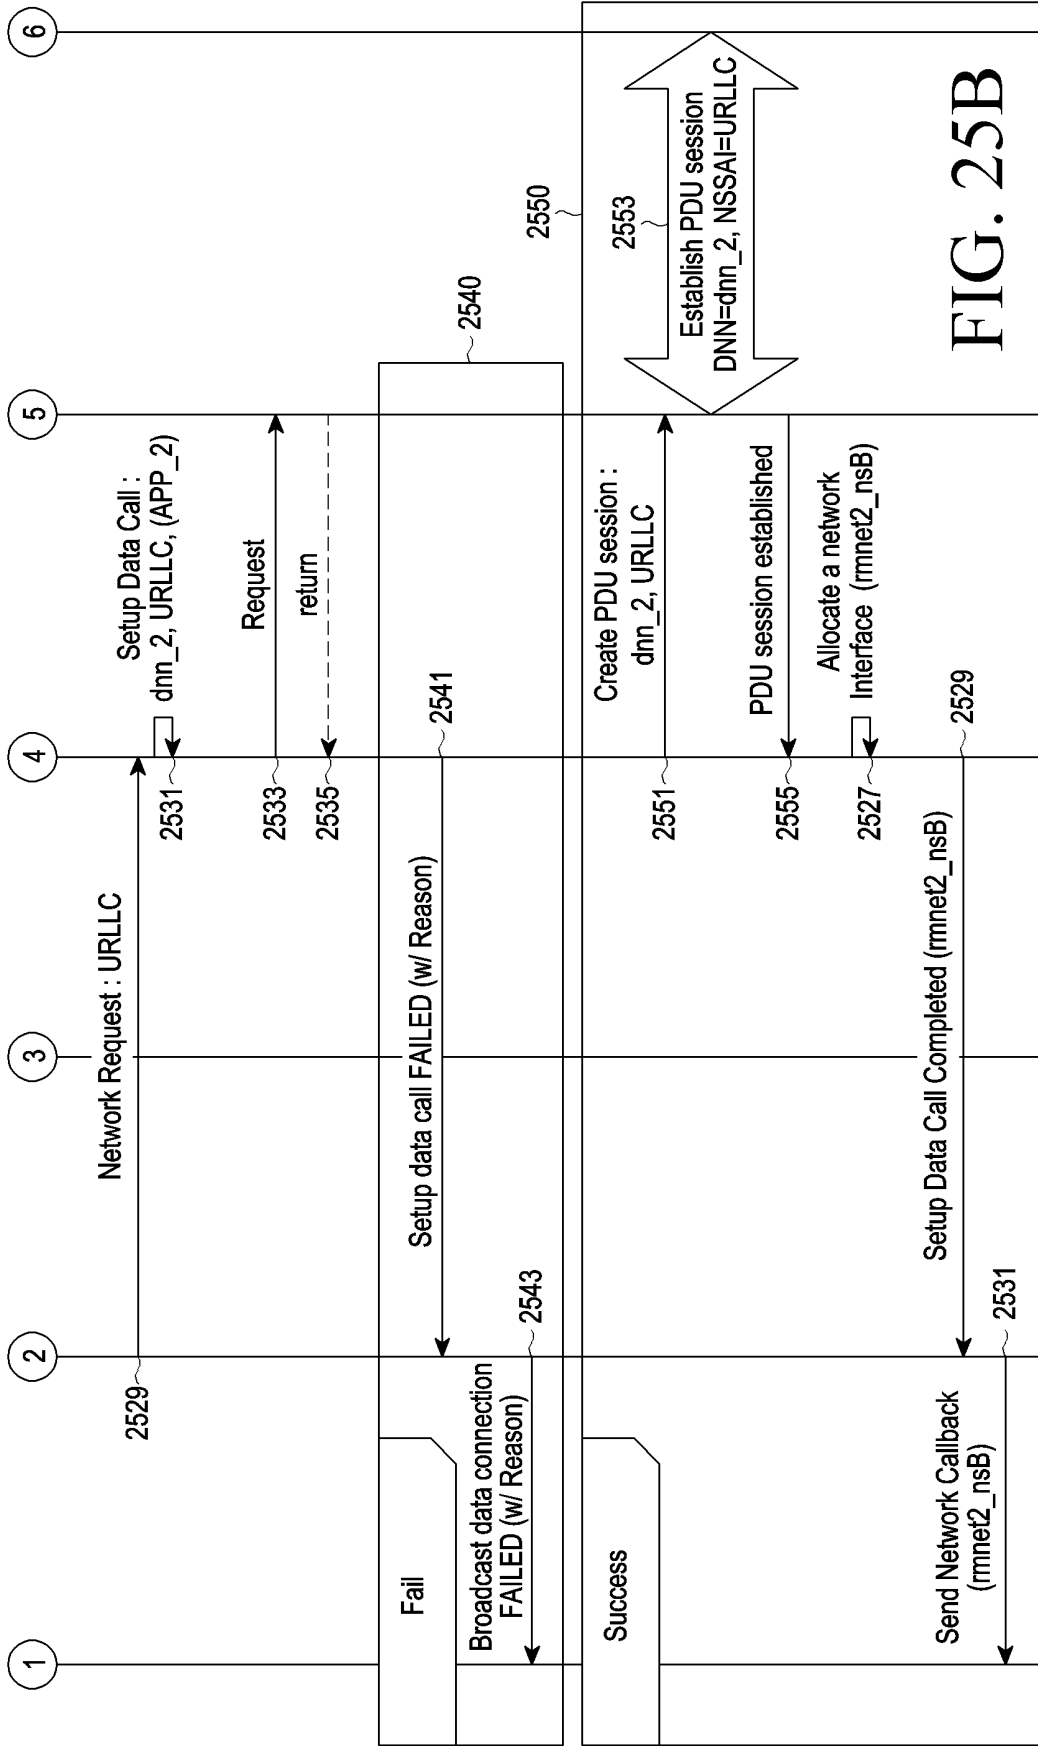 1
2
3
4
5
6
Network Request : URLLC
2529
Setup Data Call :
dnn_2, URLLC, (APP_2)
2531
Request
2533
return
2535
2540
Fail
Setup data call FAILED (w/ Reason)
2541
Broadcast data connection
FAILED (w/ Reason)
2543
2550
Success
Create PDU session :
dnn_2, URLLC
2551
2553
Establish PDU session
DNN=dnn_2, NSSAI=URLLC
PDU session established
2555
Allocate a network
Interface (rmnet2_nsB)
2527
Setup Data Call Completed (rmnet2_nsB)
2529
Send Network Callback
(rmnet2_nsB)
2531
FIG. 25B